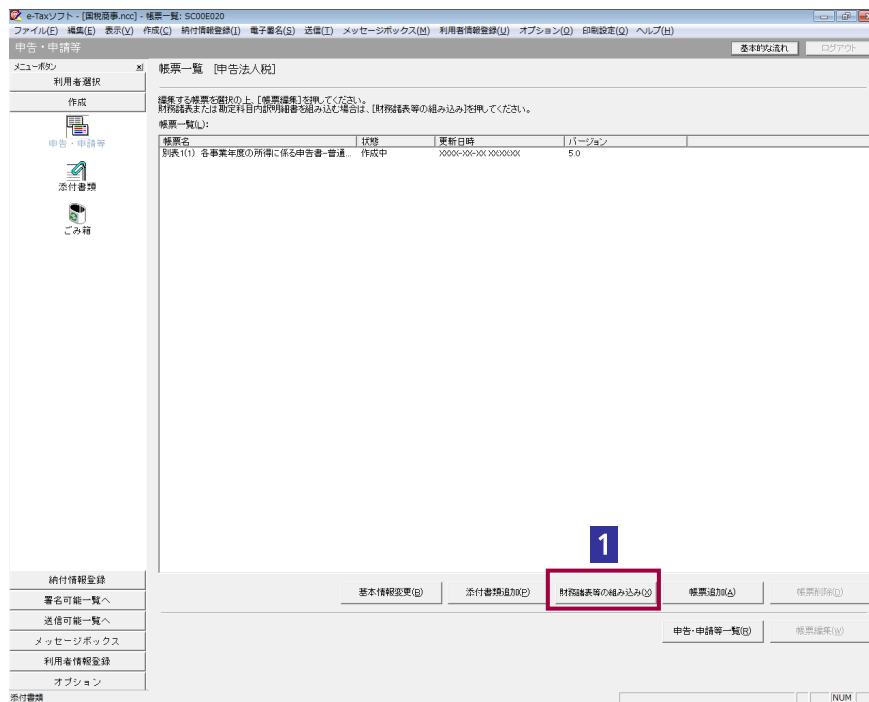 e-Taxソフト - [国税商事.ncc] - 帳票一覧: SC00E020
ファイル(F) 編集(E) 表示(V) 作成(C) 納付情報登録(I) 電子署名(S) 送信(T) メッセージボックス(M) 利用者情報登録(U) オプション(O) 印刷設定(Q) ヘルプ(H)
申告・申請等 基本的な流れ ログアウト
メニューボタン x
利用者選択
作成
申告・申請等
添付書類
ごみ箱
帳票一覧 [申告法人税]
編集する帳票を選択の上、[帳票編集]を押してください。
財務諸表または勘定科目内訳明細書を組み込む場合は、[財務諸表等の組み込み]を押してください。
帳票一覧(L):
帳票名 状態 更新日時 バージョン
別表1(1) 各事業年度の所得に係る申告書-普通... 作成中 XXXX-XX-XX XX:XX:XX 5.0
1
基本情報変更(B) 添付書類追加(P) 財務諸表等の組み込み(X) 帳票追加(A) 帳票削除(D)
申告・申請等一覧(R) 帳票編集(W)
納付情報登録
署名可能一覧へ
送信可能一覧へ
メッセージボックス
利用者情報登録
オプション
添付書類 NUM